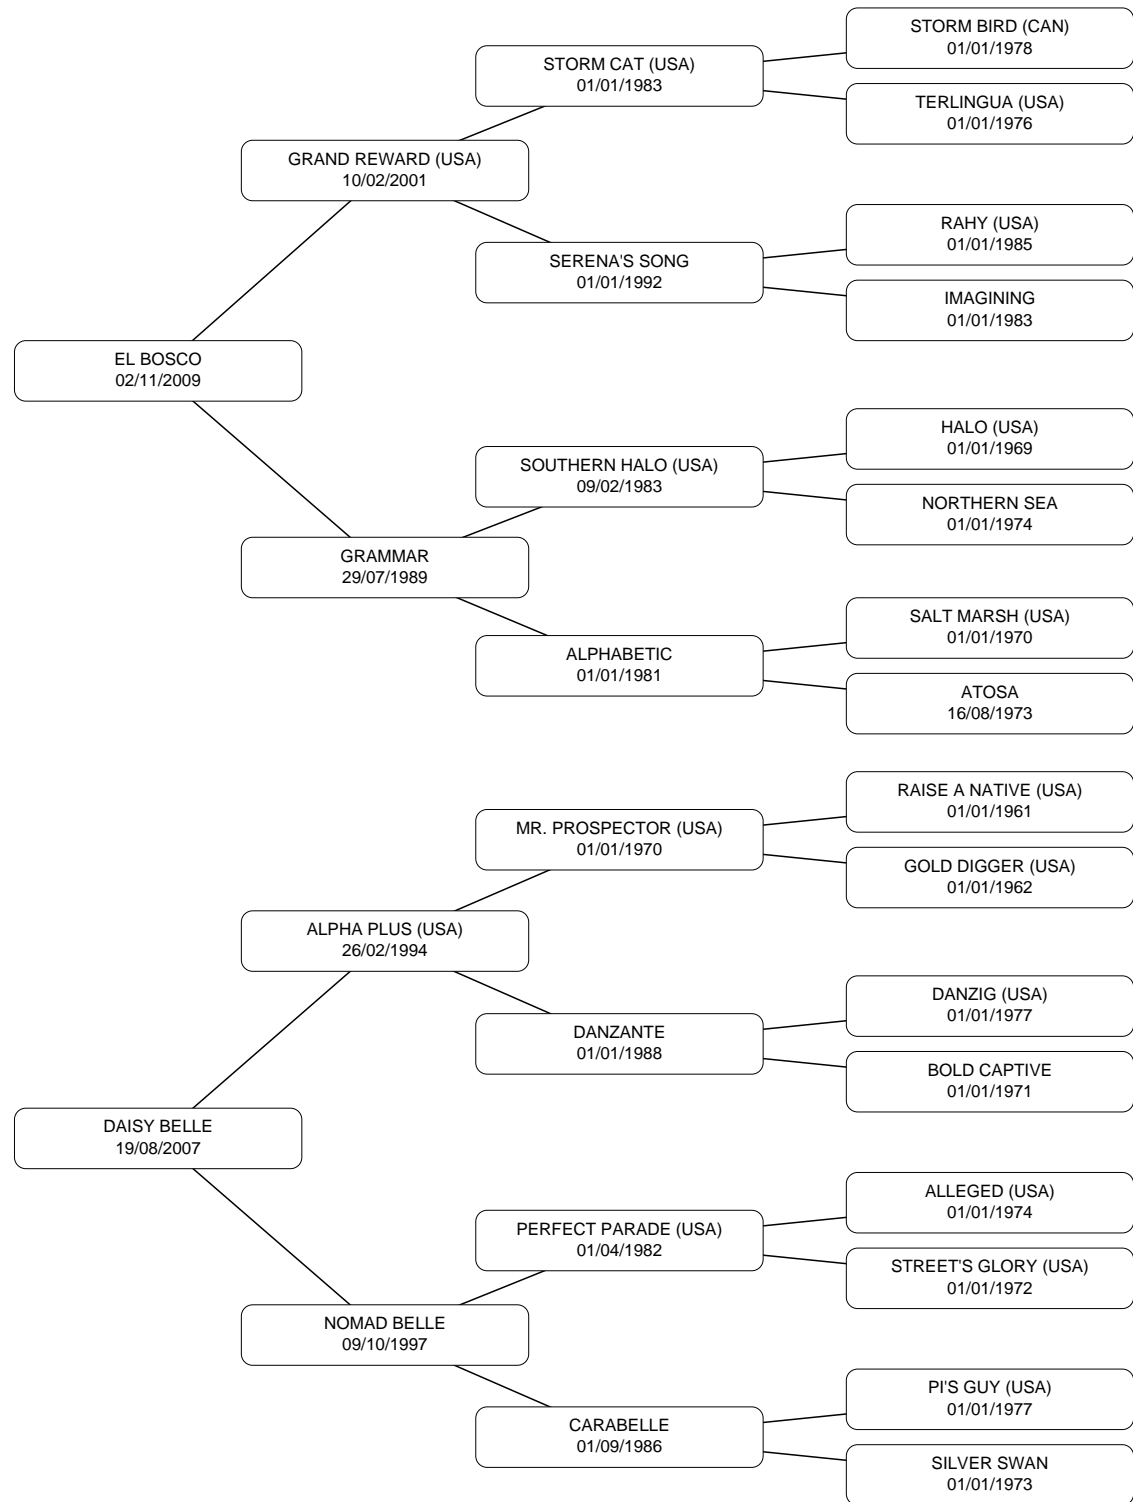 STORM BIRD (CAN)
01/01/1978
STORM CAT (USA)
01/01/1983
TERLINGUA (USA)
01/01/1976
GRAND REWARD (USA)
10/02/2001
RAHY (USA)
01/01/1985
SERENA'S SONG
01/01/1992
IMAGINING
01/01/1983
EL BOSCO
02/11/2009
HALO (USA)
01/01/1969
SOUTHERN HALO (USA)
09/02/1983
NORTHERN SEA
01/01/1974
GRAMMAR
29/07/1989
SALT MARSH (USA)
01/01/1970
ALPHABETIC
01/01/1981
ATOSA
16/08/1973
RAISE A NATIVE (USA)
01/01/1961
MR. PROSPECTOR (USA)
01/01/1970
GOLD DIGGER (USA)
01/01/1962
ALPHA PLUS (USA)
26/02/1994
DANZIG (USA)
01/01/1977
DANZANTE
01/01/1988
BOLD CAPTIVE
01/01/1971
DAISY BELLE
19/08/2007
ALLEGED (USA)
01/01/1974
PERFECT PARADE (USA)
01/04/1982
STREET'S GLORY (USA)
01/01/1972
NOMAD BELLE
09/10/1997
PI'S GUY (USA)
01/01/1977
CARABELLE
01/09/1986
SILVER SWAN
01/01/1973